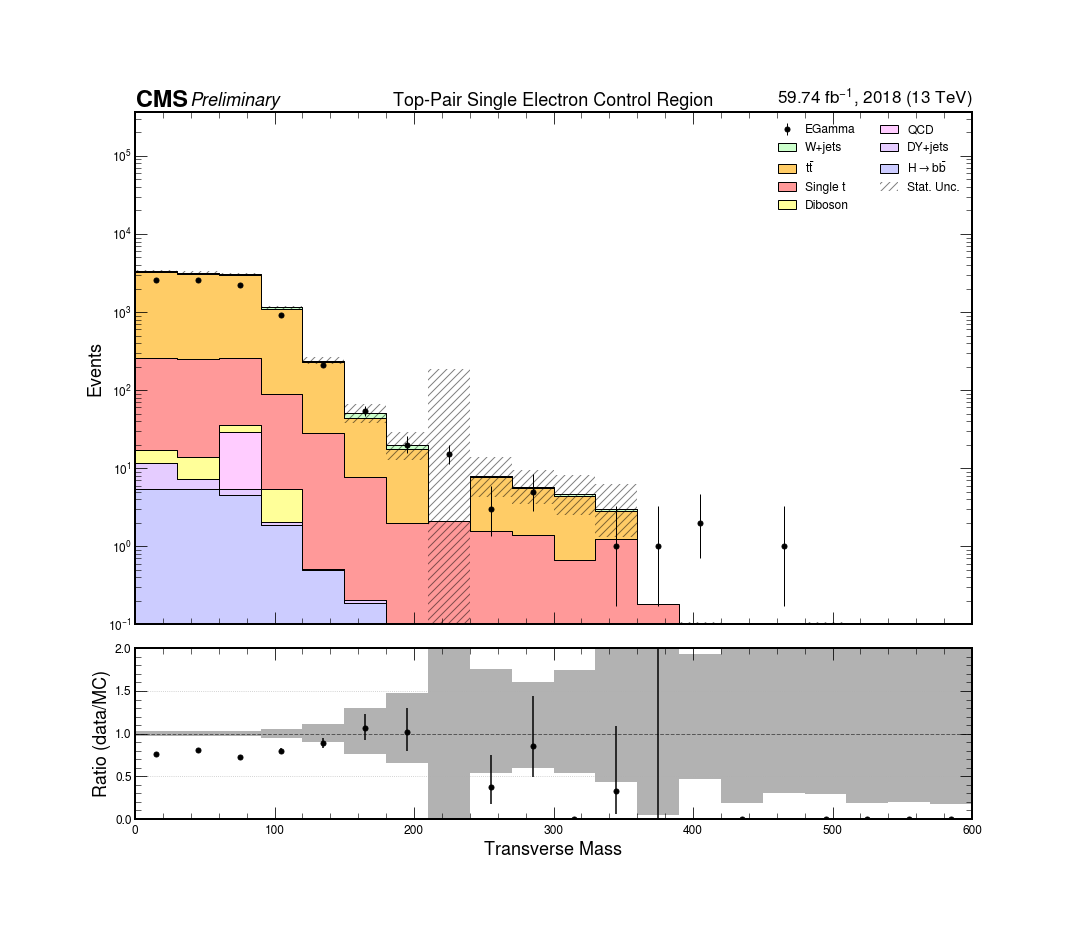 CMS Preliminary Top-Pair Single Electron Control Region 59.74 fb⁻¹, 2018 (13 TeV)
EGamma QCD
W+jets DY+jets
tt̄ H→bb̄
Single t Stat. Unc.
Diboson
10⁵
10⁴
10³
10²
10¹
10⁰
10⁻¹
Events
2.0
1.5
1.0
0.5
0.0
Ratio (data/MC)
0 100 200 300 400 500 600
Transverse Mass